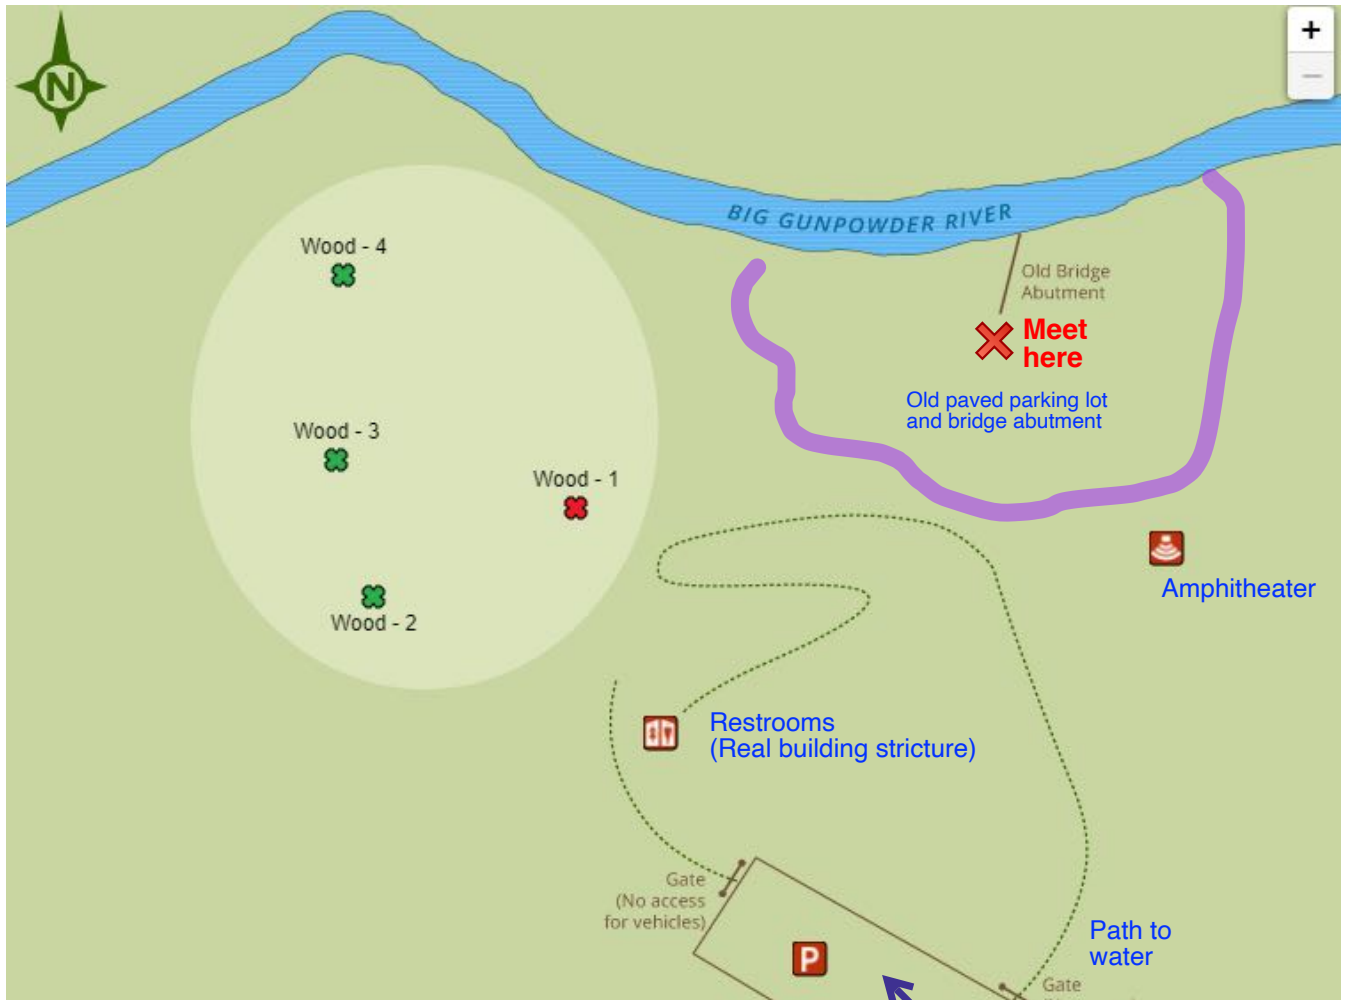 N
+
−
BIG GUNPOWDER RIVER
Wood - 4
Old Bridge
Abutment
Meet
here
Old paved parking lot
and bridge abutment
Wood - 3
Wood - 1
Amphitheater
Wood - 2
Restrooms
(Real building stricture)
Gate
(No access
for vehicles)
P
Path to
water
Gate